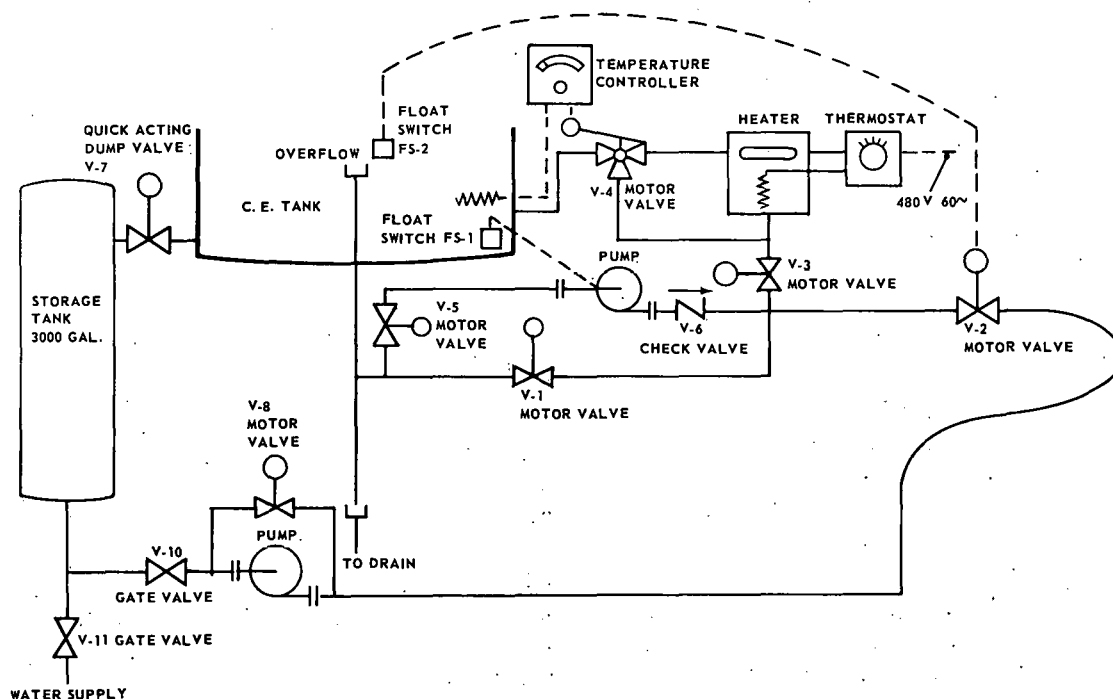 TEMPERATURE
CONTROLLER
FLOAT
SWITCH
FS-2
QUICK ACTING
DUMP VALVE
V-7
OVERFLOW
HEATER
THERMOSTAT
C. E. TANK
V-4
MOTOR
VALVE
480 V 60~
FLOAT
SWITCH FS-1
PUMP
V-3
MOTOR VALVE
STORAGE
TANK
3000 GAL.
V-5
MOTOR
VALVE
V-6
CHECK VALVE
V-2
MOTOR VALVE
V-1
MOTOR VALVE
V-8
MOTOR
VALVE
V-10
PUMP
TO DRAIN
GATE VALVE
V-11 GATE VALVE
WATER SUPPLY